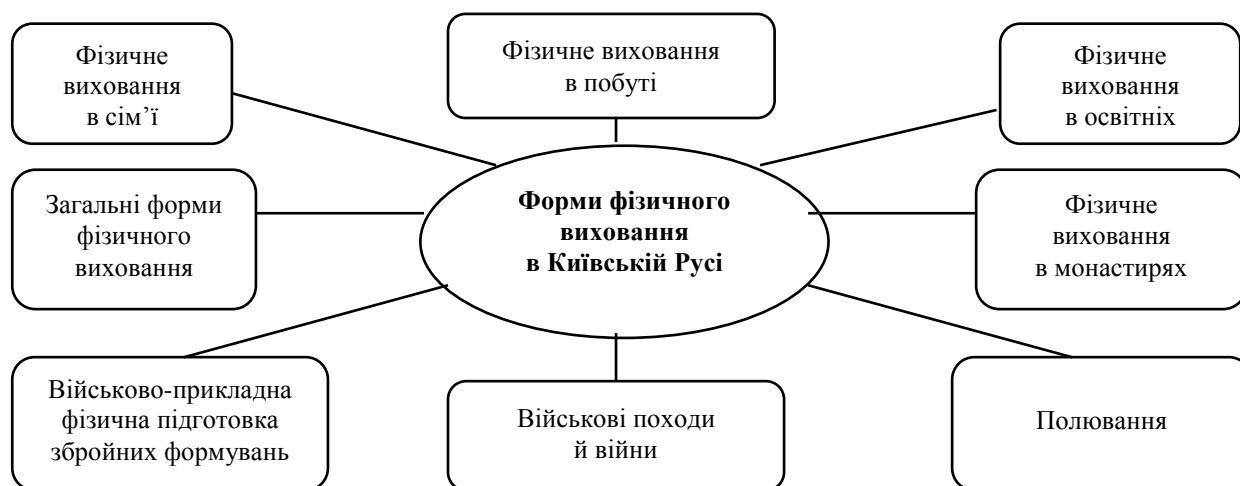 Фізичне
виховання
в сім’ї
Фізичне виховання
в побуті
Фізичне
виховання
в освітніх
Загальні форми
фізичного
виховання
Форми фізичного
виховання
в Київській Русі
Фізичне
виховання
в монастирях
Військово-прикладна
фізична підготовка
збройних формувань
Військові походи
й війни
Полювання